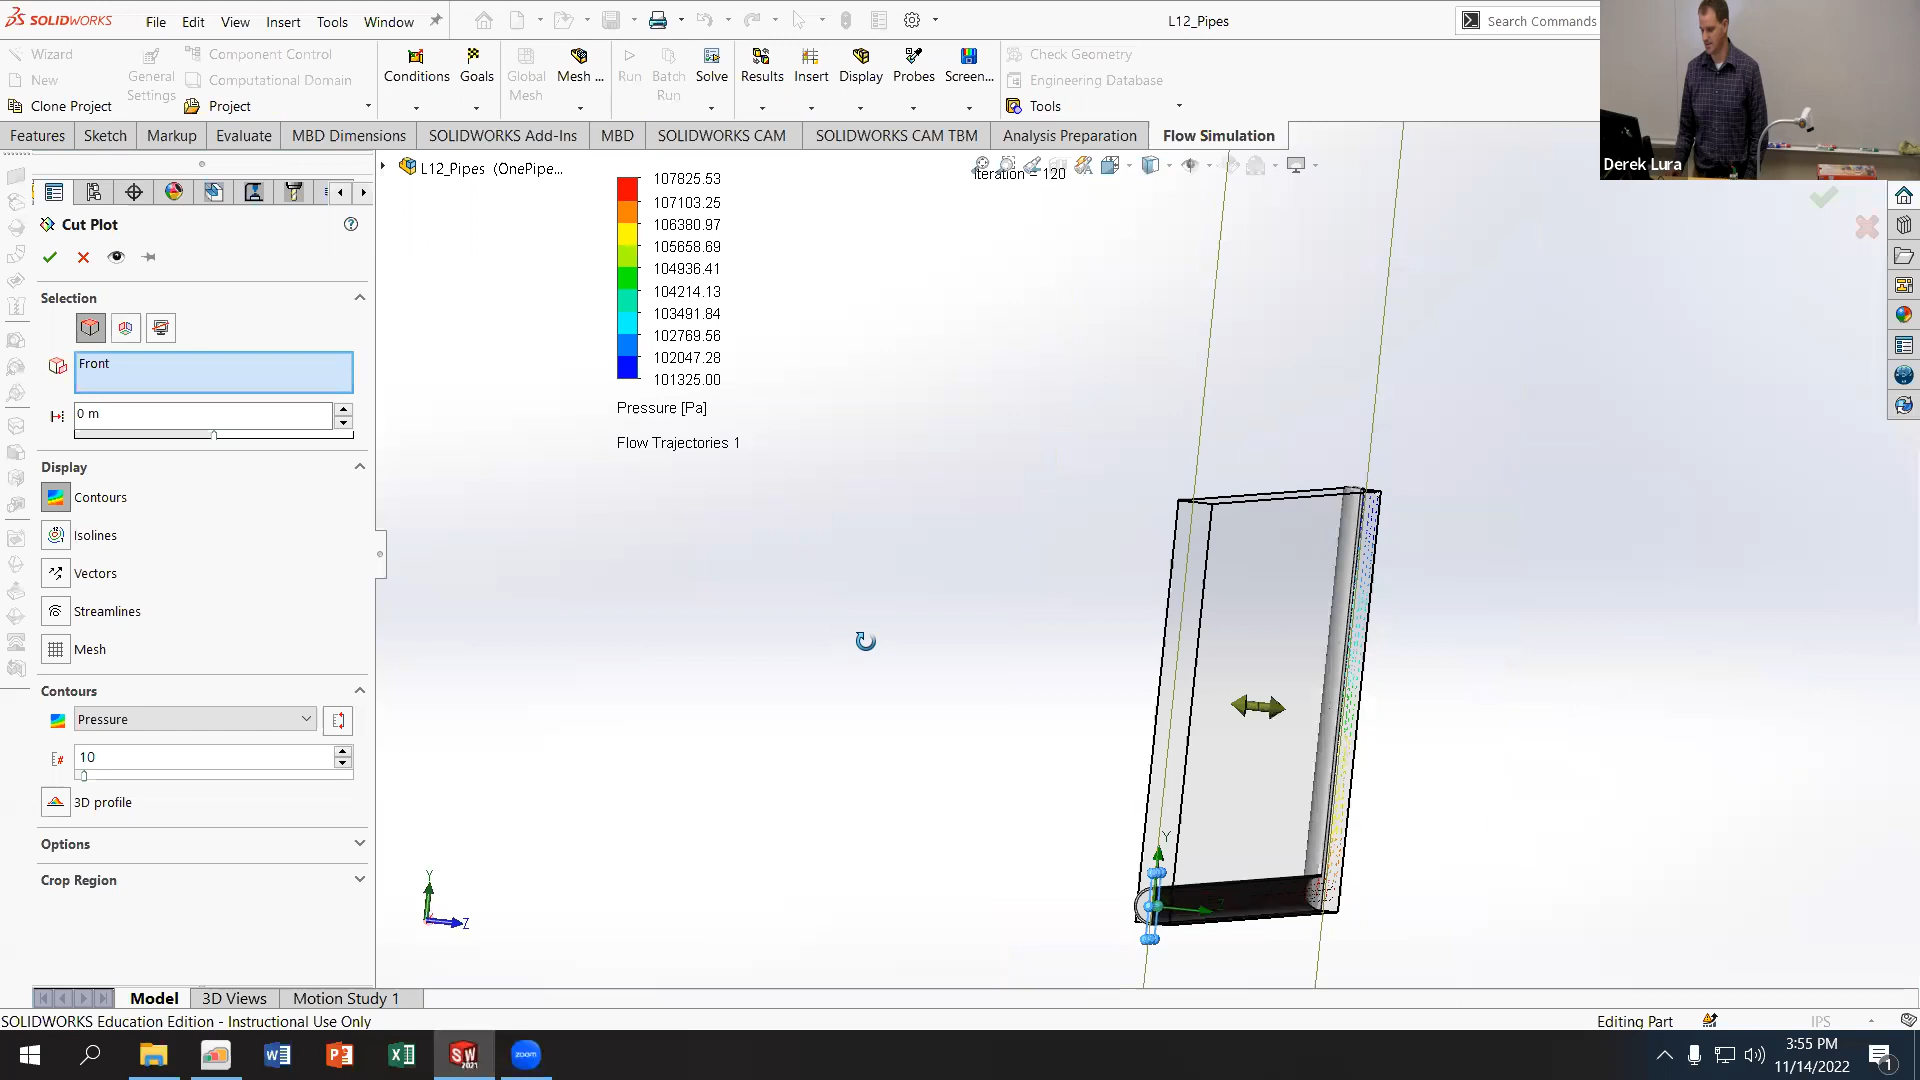 SOLIDWORKS File Edit View Insert Tools Window L12_Pipes Search Commands
Wizard
New
Clone Project
General Settings
Component Control
Computational Domain
Project
Conditions
Goals
Global Mesh
Mesh ...
Run
Batch Run
Solve
Results
Insert
Display
Probes
Screen...
Check Geometry
Engineering Database
Tools
Features Sketch Markup Evaluate MBD Dimensions SOLIDWORKS Add-Ins MBD SOLIDWORKS CAM SOLIDWORKS CAM TBM Analysis Preparation Flow Simulation
Derek Lura
L12_Pipes (OnePipe...
Iteration = 120
Cut Plot
Selection
Front
0 m
Display
Contours
Isolines
Vectors
Streamlines
Mesh
Contours
Pressure
10
3D profile
Options
Crop Region
107825.53
107103.25
106380.97
105658.69
104936.41
104214.13
103491.84
102769.56
102047.28
101325.00
Pressure [Pa]
Flow Trajectories 1
Y
Z
Y
Model 3D Views Motion Study 1
SOLIDWORKS Education Edition - Instructional Use Only
Editing Part
IPS
SW
2021
zoom
3:55 PM
11/14/2022
1